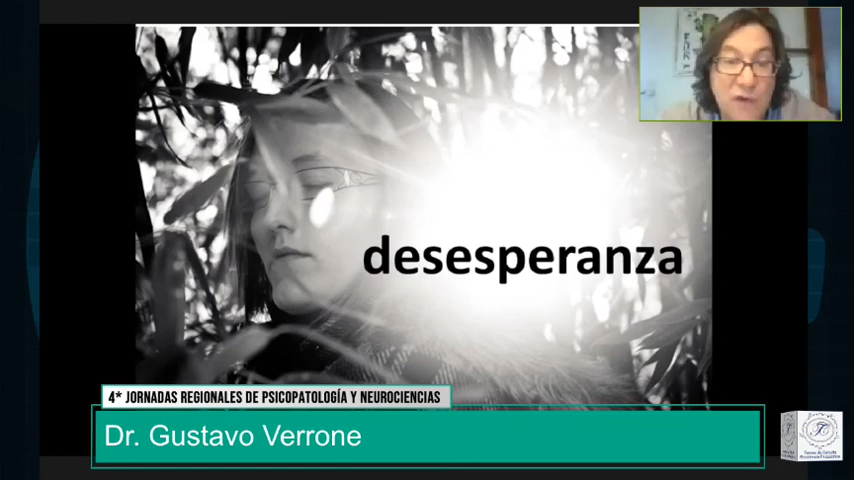 desesperanza
4* JORNADAS REGIONALES DE PSICOPATOLOGÍA Y NEUROCIENCIAS
Dr. Gustavo Verrone